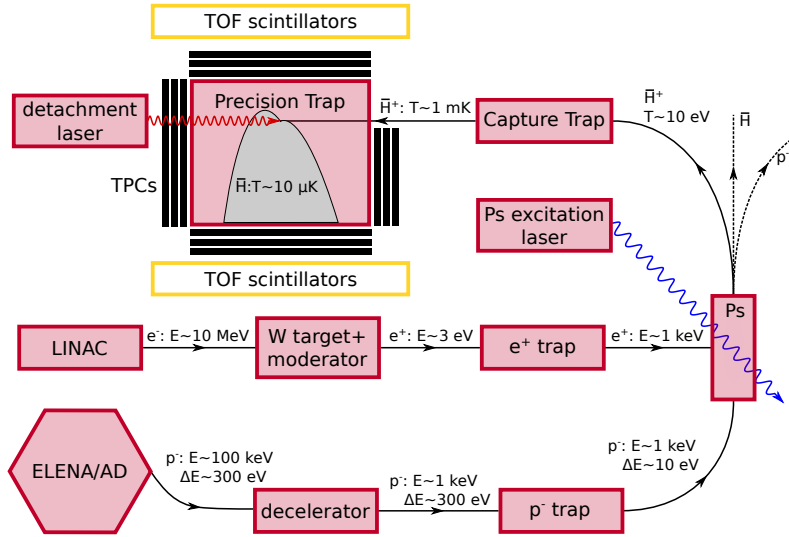 TOF scintillators
detachment
laser
Precision Trap
H̅⁺: T~1 mK
Capture Trap
H̅⁺
T~10 eV
H̅
p⁻
TPCs
H̅:T~10 µK
Ps excitation
laser
TOF scintillators
Ps
LINAC
e⁻: E~10 MeV
W target+
moderator
e⁺: E~3 eV
e⁺ trap
e⁺: E~1 keV
ELENA/AD
p⁻: E~100 keV
ΔE~300 eV
decelerator
p⁻: E~1 keV
ΔE~300 eV
p⁻ trap
p⁻: E~1 keV
ΔE~10 eV